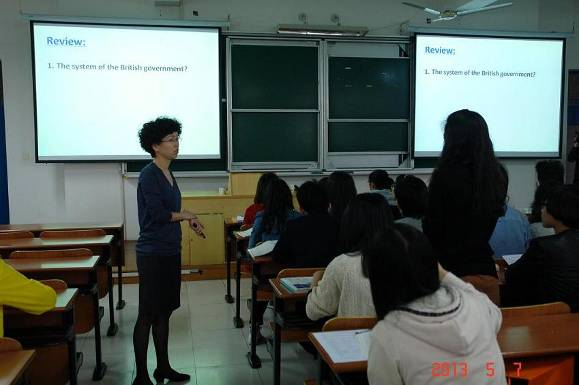 Review:
1. The system of the British government?
Review:
1. The system of the British government?
2013 5 7